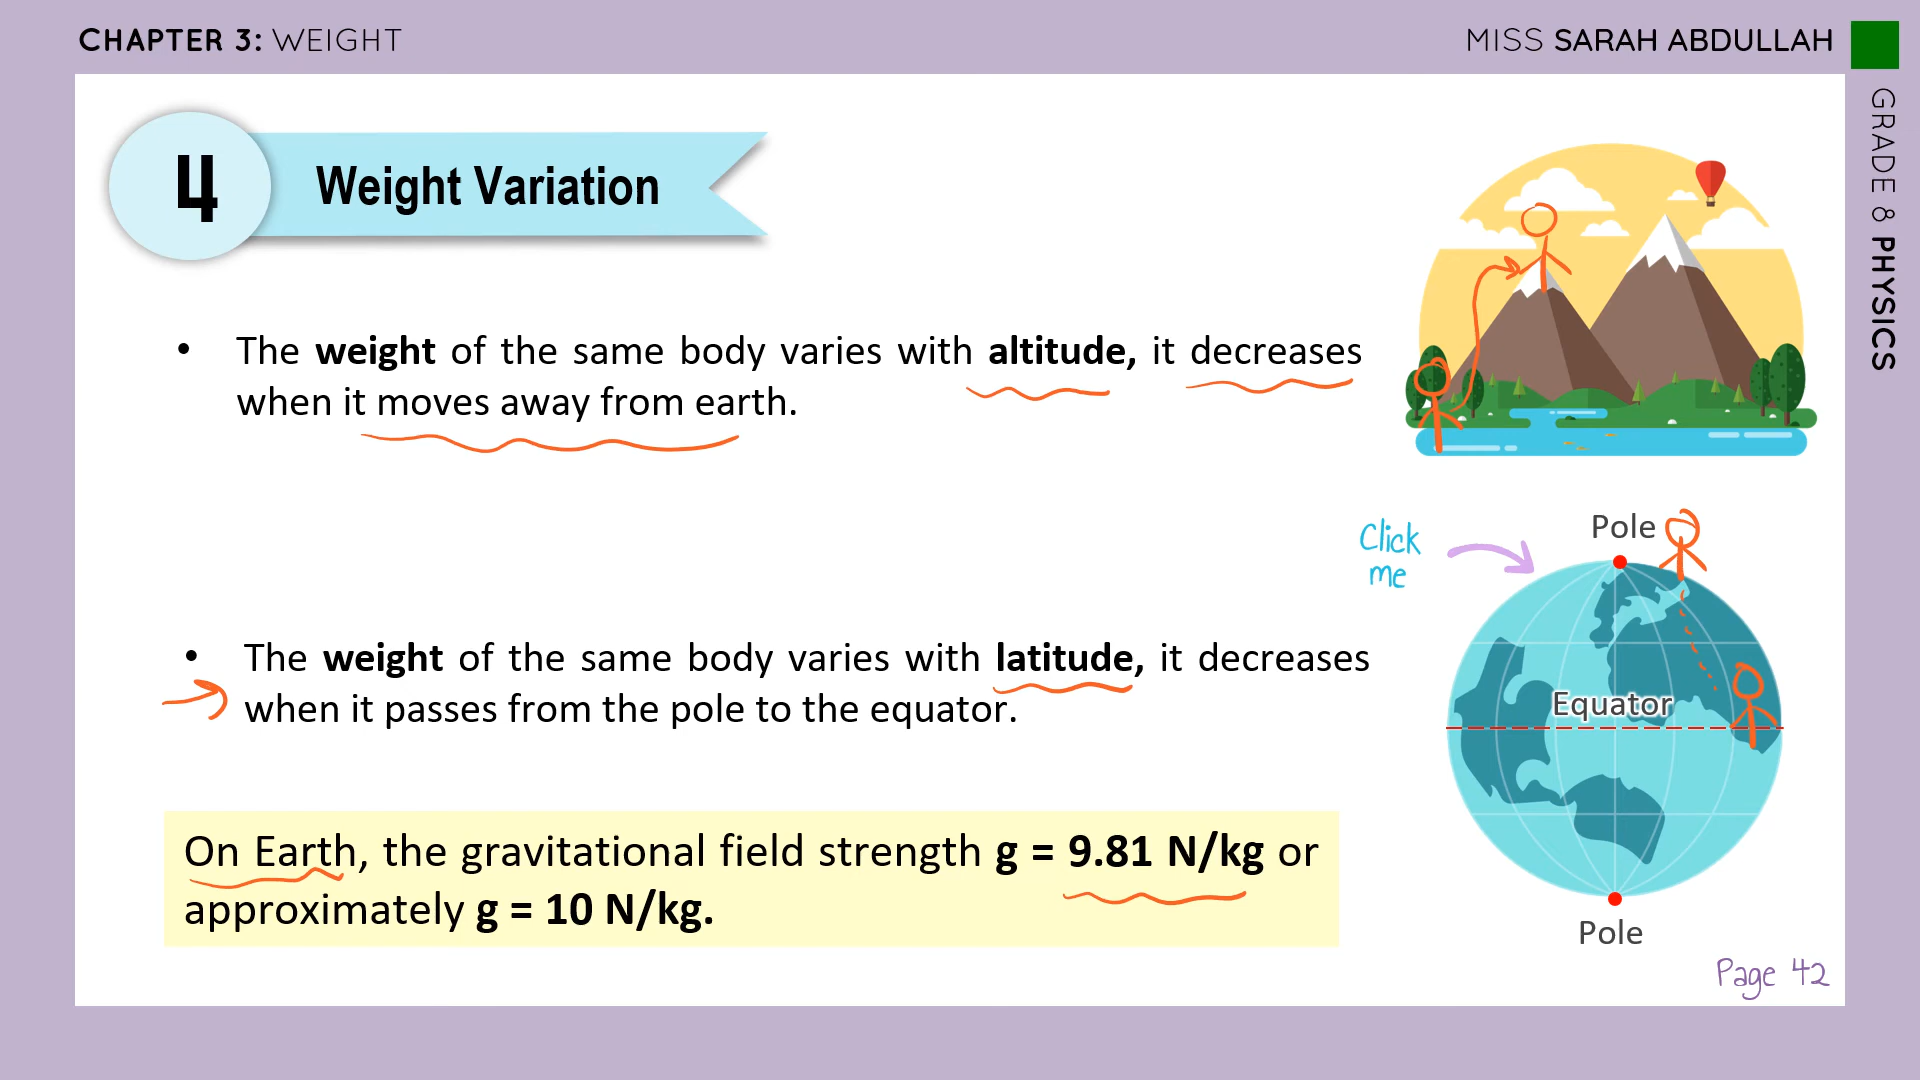 CHAPTER 3: WEIGHT
MISS SARAH ABDULLAH
GRADE 8 PHYSICS
4
Weight Variation
• The weight of the same body varies with altitude, it decreases
when it moves away from earth.
Click
me
Pole
• The weight of the same body varies with latitude, it decreases
when it passes from the pole to the equator.
Equator
On Earth, the gravitational field strength g = 9.81 N/kg or
approximately g = 10 N/kg.
Pole
Page 42